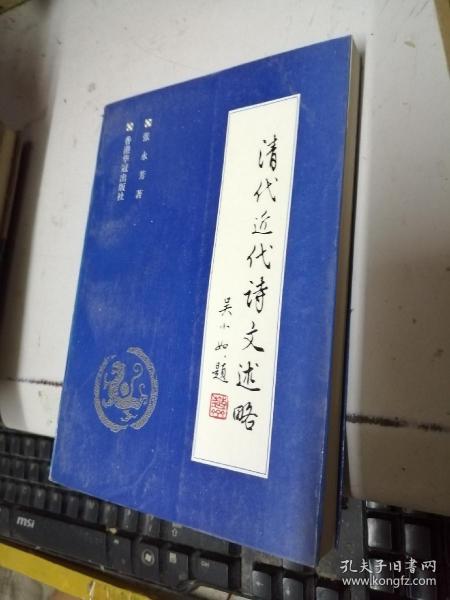 清代近代诗文述略
吴小如·题
张永芳 著
香港华冠出版社
msi
孔夫子旧书网
www.kongfz.com